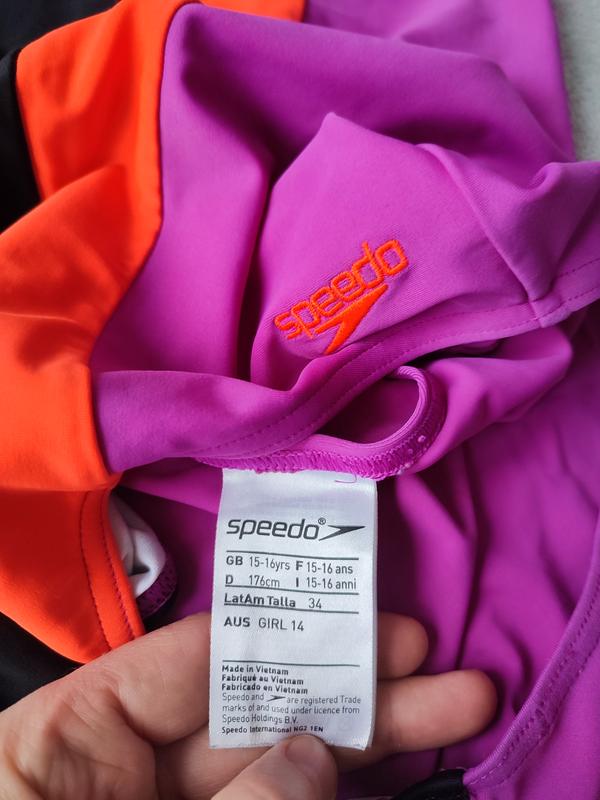 speedo
speedo®
GB 15-16yrs F 15-16 ans
D 176cm I 15-16 anni
LatAm Talla 34
AUS GIRL 14
Made in Vietnam
Fabriqué au Vietnam
Fabricado en Vietnam
Speedo and are registered Trade
marks of and used under licence from
Speedo Holdings B.V.
Speedo International NG2 1EN